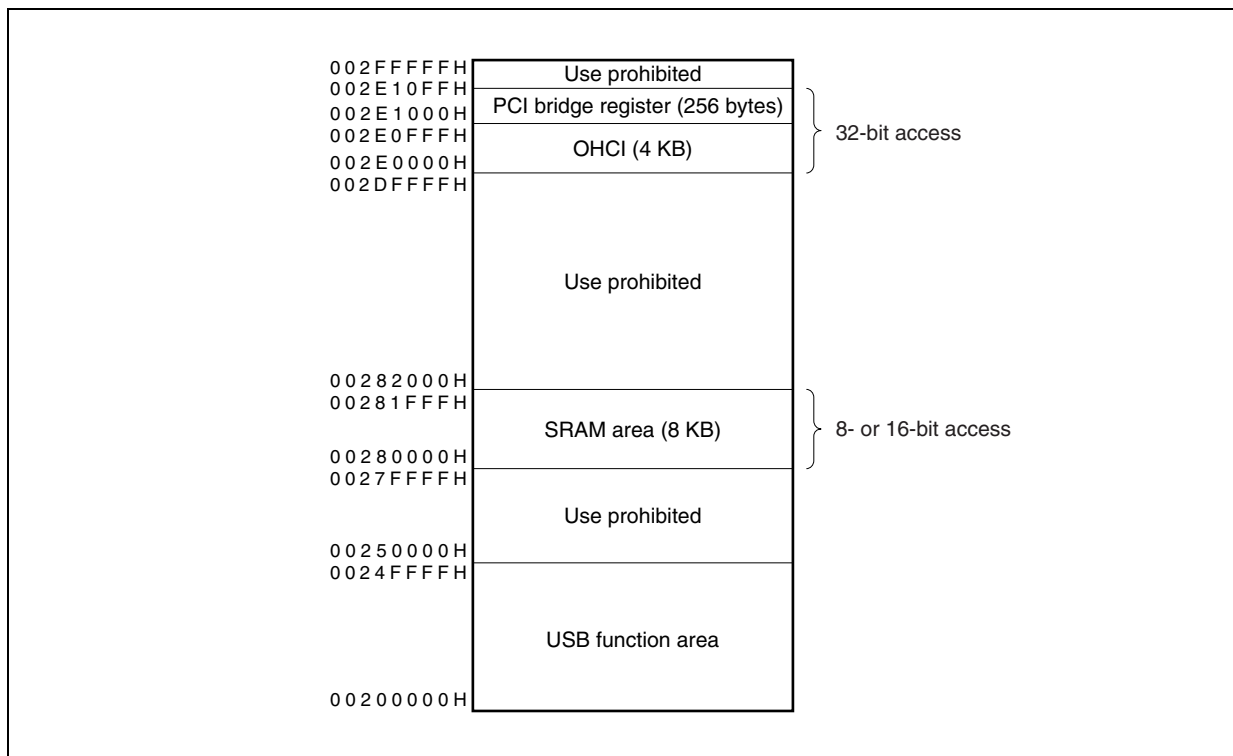 002FFFFFH
Use prohibited
002E10FFH
PCI bridge register (256 bytes)
002E1000H
32-bit access
002E0FFFH
OHCI (4 KB)
002E0000H
002DFFFFH
Use prohibited
00282000H
00281FFFH
SRAM area (8 KB)
8- or 16-bit access
00280000H
0027FFFFH
Use prohibited
00250000H
0024FFFFH
USB function area
00200000H